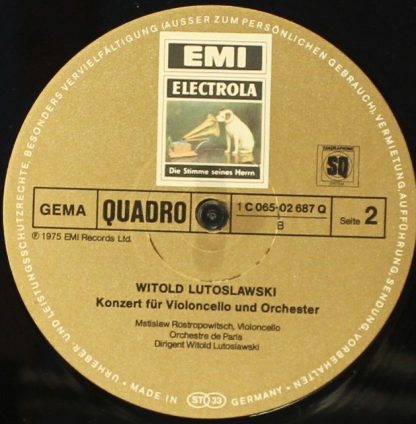 EMI
ELECTROLA
Die Stimme seines Herrn
QUADRAPHONIC
SQ
GEMA
QUADRO
1 C 065-02 687 Q
B
Seite 2
℗ 1975 EMI Records Ltd.
WITOLD LUTOSLAWSKI
Konzert für Violoncello und Orchester
Mstislaw Rostropowitsch, Violoncello
Orchestre de Paris
Dirigent Witold Lutoslawski
URHEBER- UND LEISTUNGSSCHUTZRECHTE, BESONDERS VERVIELFÄLTIGUNG (AUSSER ZUM PERSÖNLICHEN GEBRAUCH), VERMIETUNG, AUFFÜHRUNG, SENDUNG, VORBEHALTEN
MADE IN GERMANY
ST 33